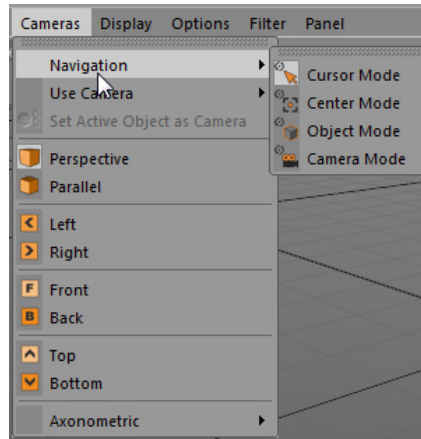 Cameras Display Options Filter Panel
Navigation
Use Camera
Set Active Object as Camera
Perspective
Parallel
Left
Right
F Front
B Back
Top
Bottom
Axonometric
Cursor Mode
Center Mode
Object Mode
Camera Mode